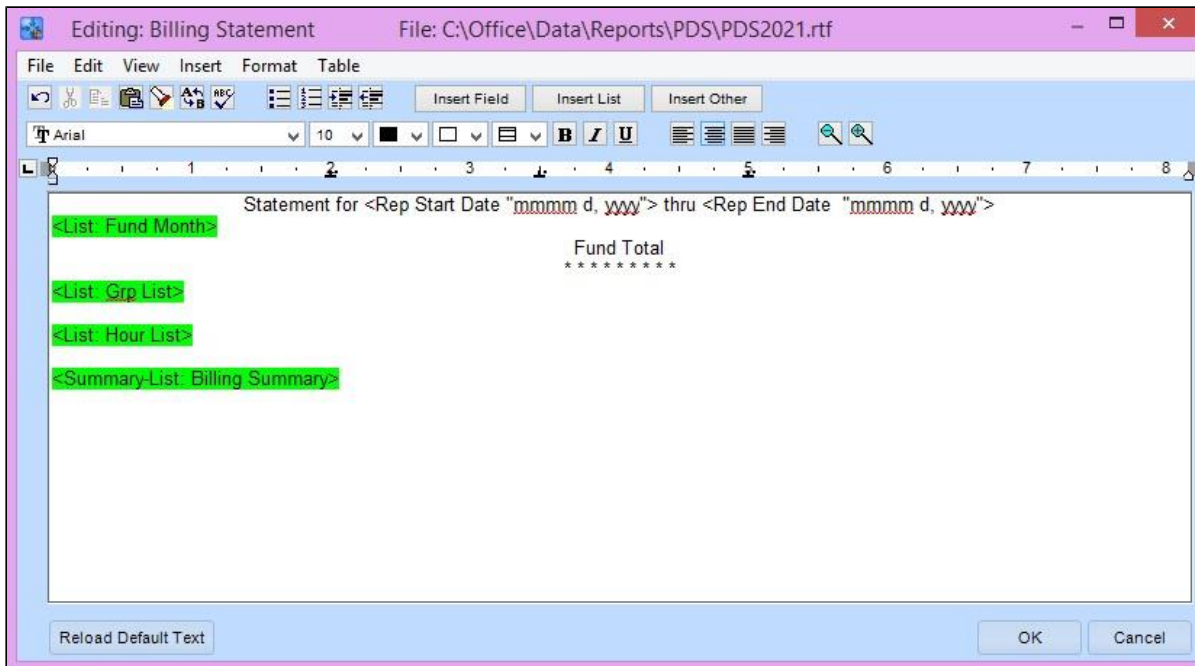 Editing: Billing Statement File: C:\Office\Data\Reports\PDS\PDS2021.rtf
File Edit View Insert Format Table
Insert Field Insert List Insert Other
Arial 10 B I U
1 2 3 4 5 6 7 8
Statement for <Rep Start Date "mmmm d, yyyy"> thru <Rep End Date "mmmm d, yyyy">
<List: Fund Month>
Fund Total
* * * * * * * * *
<List: Grp List>
<List: Hour List>
<Summary-List: Billing Summary>
Reload Default Text OK Cancel